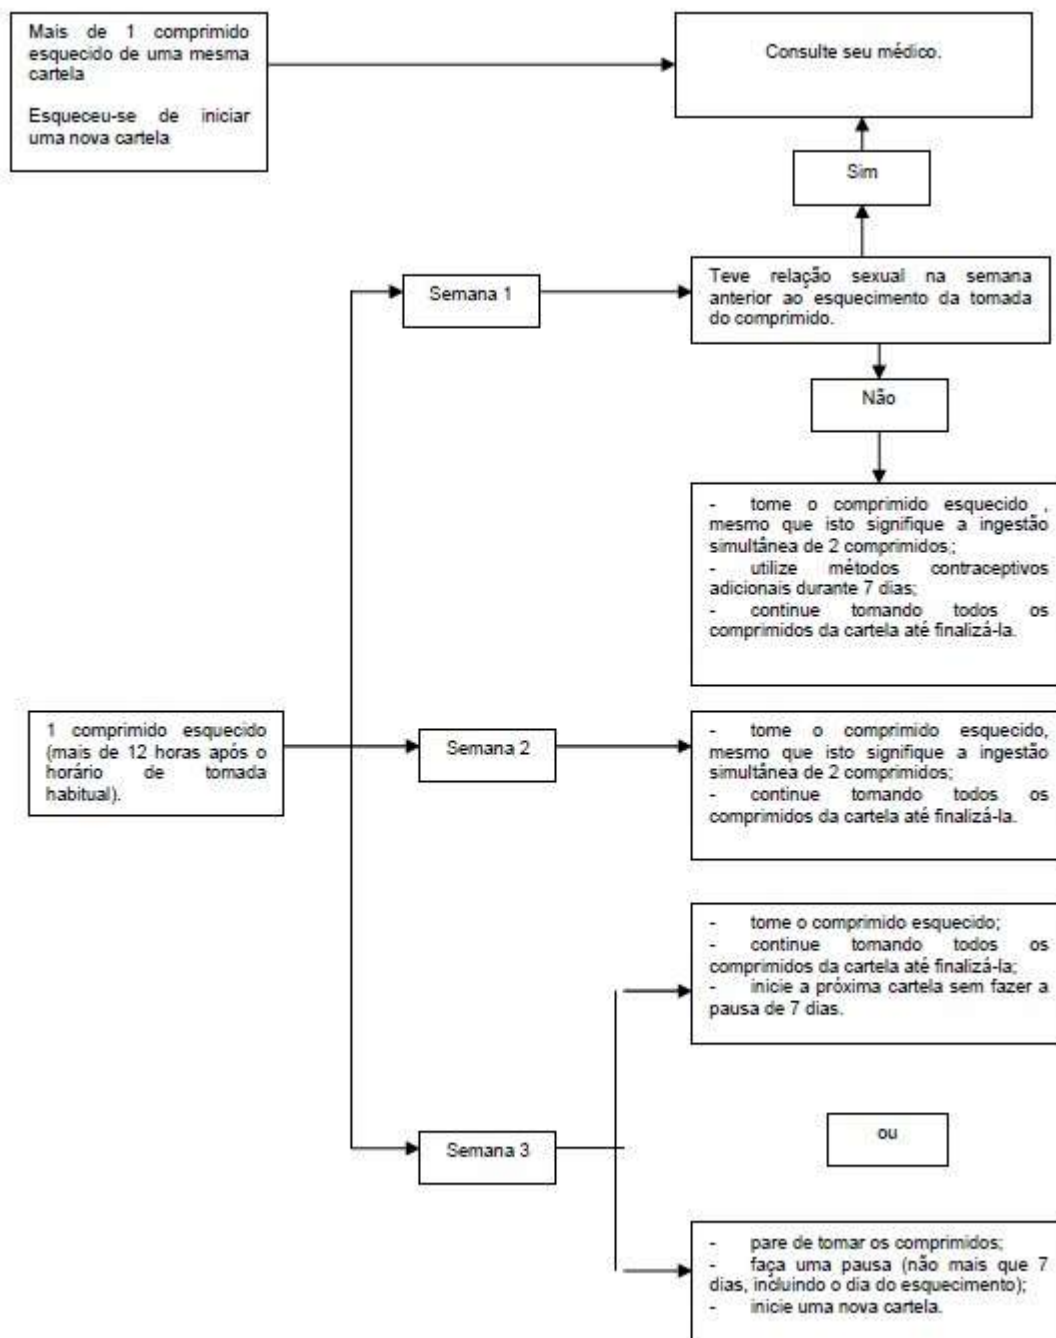 Mais de 1 comprimido
esquecido de uma mesma
cartela
Esqueceu-se de iniciar
uma nova cartela
Consulte seu médico.
Sim
Semana 1
Teve relação sexual na semana
anterior ao esquecimento da tomada
do comprimido.
Não
- tome o comprimido esquecido ,
mesmo que isto signifique a ingestão
simultânea de 2 comprimidos;
- utilize métodos contraceptivos
adicionais durante 7 dias;
- continue tomando todos os
comprimidos da cartela até finalizá-la.
1 comprimido esquecido
(mais de 12 horas após o
horário de tomada
habitual).
Semana 2
- tome o comprimido esquecido,
mesmo que isto signifique a ingestão
simultânea de 2 comprimidos;
- continue tomando todos os
comprimidos da cartela até finalizá-la.
Semana 3
- tome o comprimido esquecido;
- continue tomando todos os
comprimidos da cartela até finalizá-la;
- inicie a próxima cartela sem fazer a
pausa de 7 dias.
ou
- pare de tomar os comprimidos;
- faça uma pausa (não mais que 7
dias, incluindo o dia do esquecimento);
- inicie uma nova cartela.